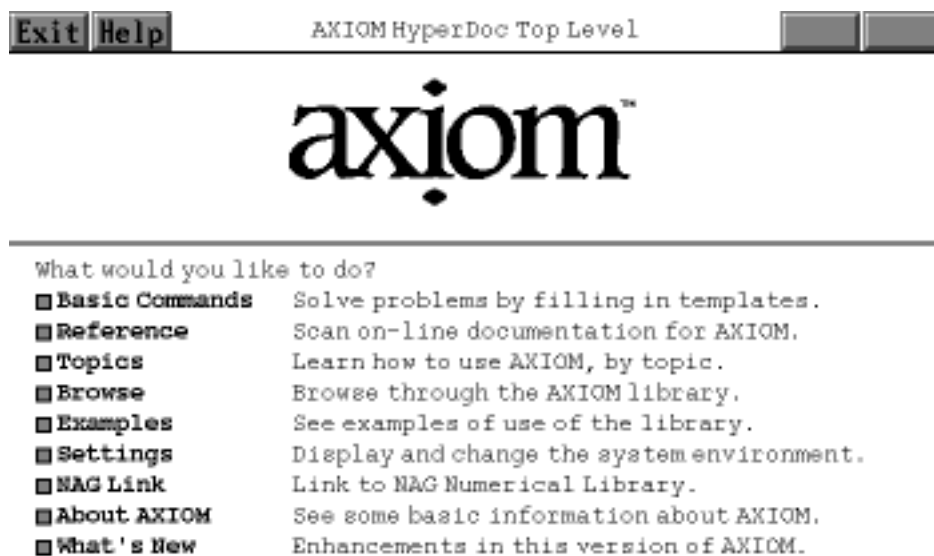 Exit Help AXIOM HyperDoc Top Level
axiom™
What would you like to do?
Basic Commands Solve problems by filling in templates.
Reference Scan on-line documentation for AXIOM.
Topics Learn how to use AXIOM, by topic.
Browse Browse through the AXIOM library.
Examples See examples of use of the library.
Settings Display and change the system environment.
NAG Link Link to NAG Numerical Library.
About AXIOM See some basic information about AXIOM.
What's New Enhancements in this version of AXIOM.